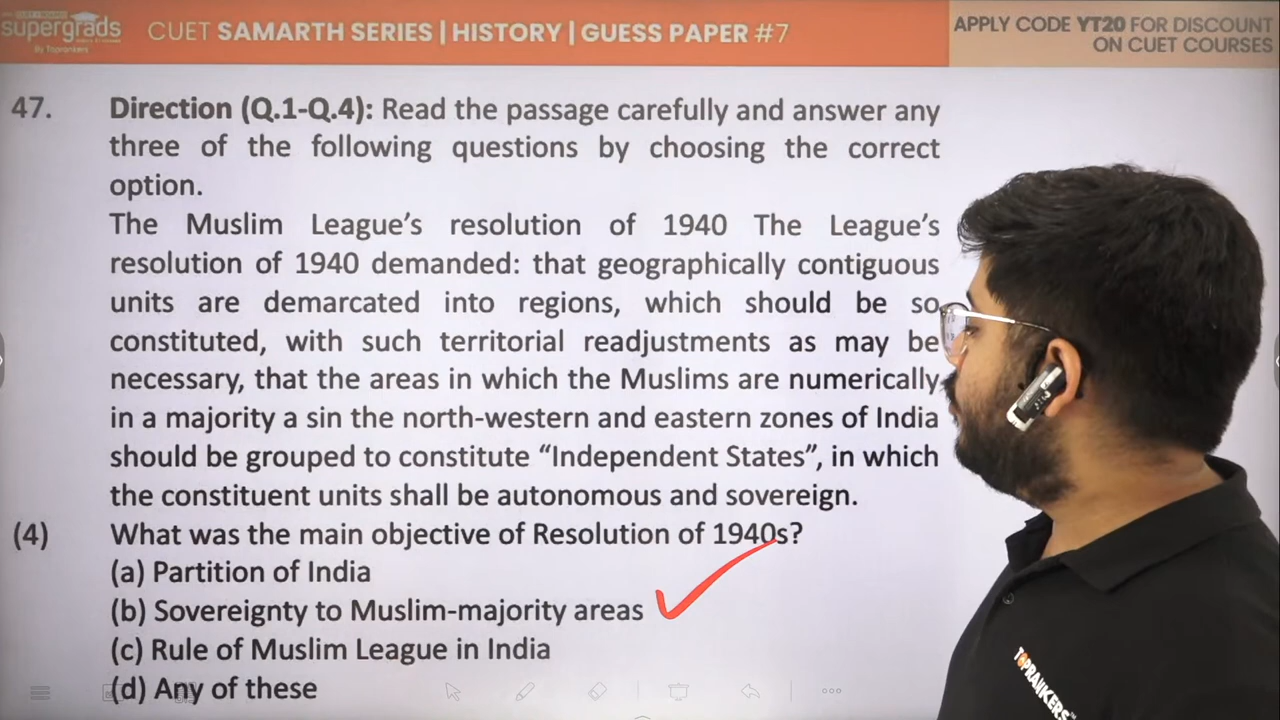 supergrads
By Toprankers
CUET SAMARTH SERIES | HISTORY | GUESS PAPER #7
APPLY CODE YT20 FOR DISCOUNT
ON CUET COURSES
47. Direction (Q.1-Q.4): Read the passage carefully and answer any
three of the following questions by choosing the correct
option.
The Muslim League’s resolution of 1940 The League’s
resolution of 1940 demanded: that geographically contiguous
units are demarcated into regions, which should be so
constituted, with such territorial readjustments as may be
necessary, that the areas in which the Muslims are numerically
in a majority a sin the north-western and eastern zones of India
should be grouped to constitute “Independent States”, in which
the constituent units shall be autonomous and sovereign.
(4) What was the main objective of Resolution of 1940s?
(a) Partition of India
(b) Sovereignty to Muslim-majority areas
(c) Rule of Muslim League in India
(d) Any of these
TOPRANKERS